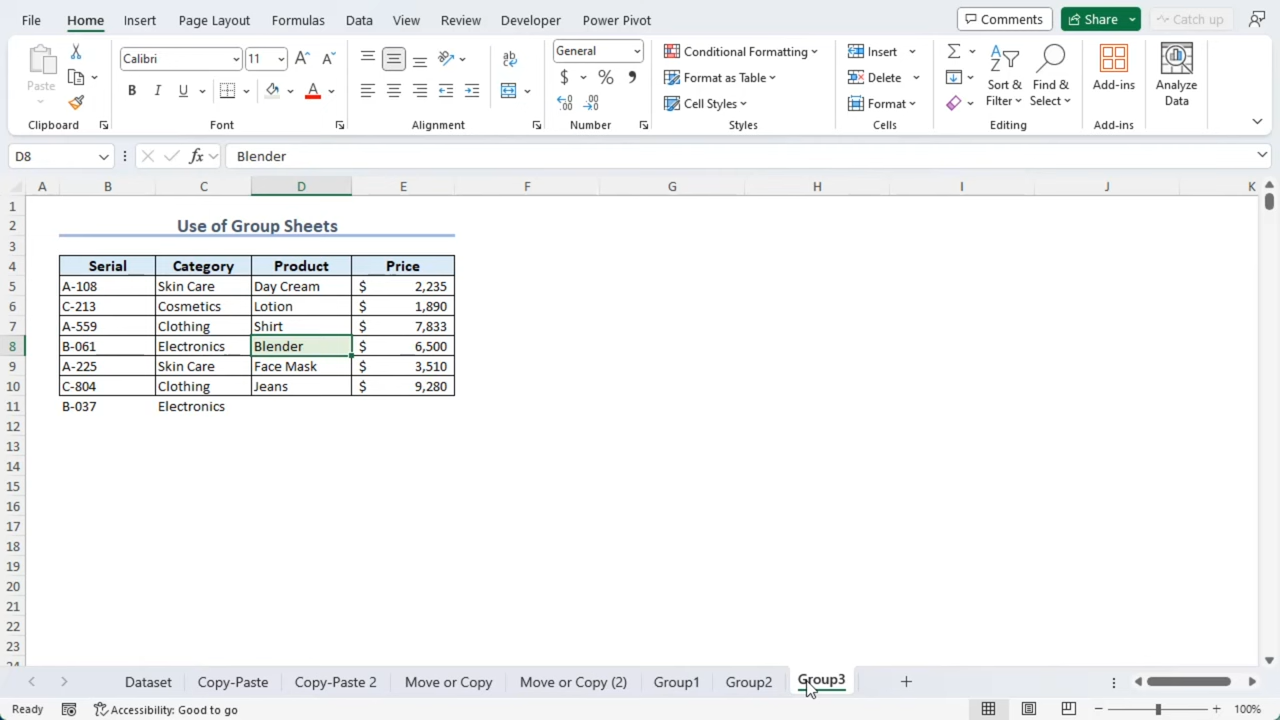 File Home Insert Page Layout Formulas Data View Review Developer Power Pivot Comments Share Catch up
Paste
Clipboard
Calibri 11
B I U A
Font
ab
Alignment
General
$ % ,
Number
Conditional Formatting
Format as Table
Cell Styles
Styles
Insert
Delete
Format
Cells
Sort & Filter
Find & Select
Editing
Add-ins
Add-ins
Analyze Data
D8 fx Blender
A B C D E F G H I J K
1
2 Use of Group Sheets
3
4 Serial Category Product Price
5 A-108 Skin Care Day Cream $ 2,235
6 C-213 Cosmetics Lotion $ 1,890
7 A-559 Clothing Shirt $ 7,833
8 B-061 Electronics Blender $ 6,500
9 A-225 Skin Care Face Mask $ 3,510
10 C-804 Clothing Jeans $ 9,280
11 B-037 Electronics
12
13
14
15
16
17
18
19
20
21
22
23
24
Dataset Copy-Paste Copy-Paste 2 Move or Copy Move or Copy (2) Group1 Group2 Group3
Ready Accessibility: Good to go 100%